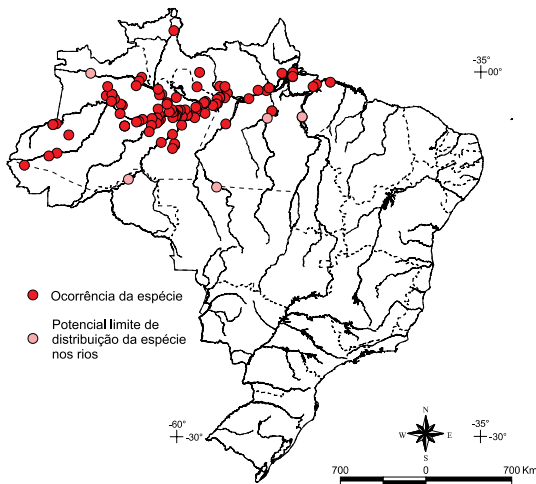 -35°
00°
Ocorrência da espécie
Potencial limite de
distribuição da espécie
nos rios
-60°
-30°
-35°
-30°
N
W E
S
700 0 700 Km